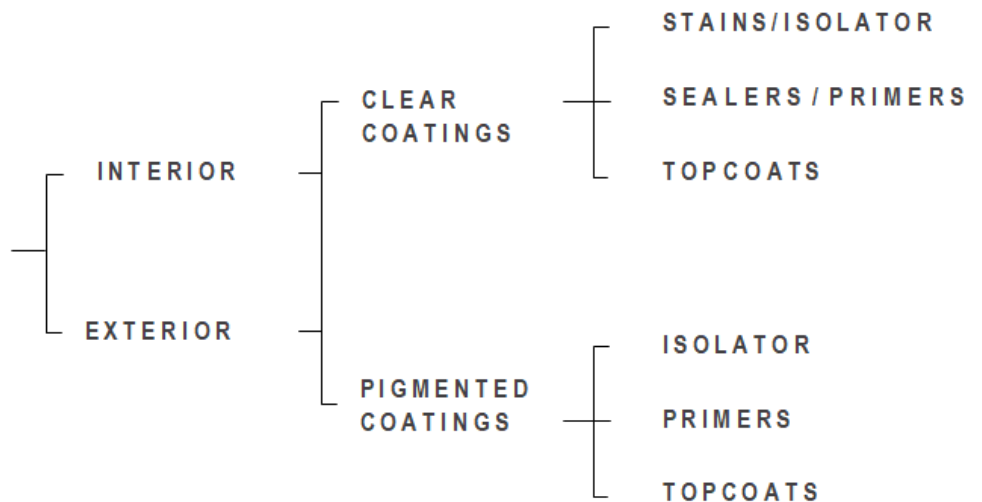 INTERIOR
EXTERIOR
CLEAR
COATINGS
PIGMENTED
COATINGS
STAINS/ISOLATOR
SEALERS / PRIMERS
TOPCOATS
ISOLATOR
PRIMERS
TOPCOATS